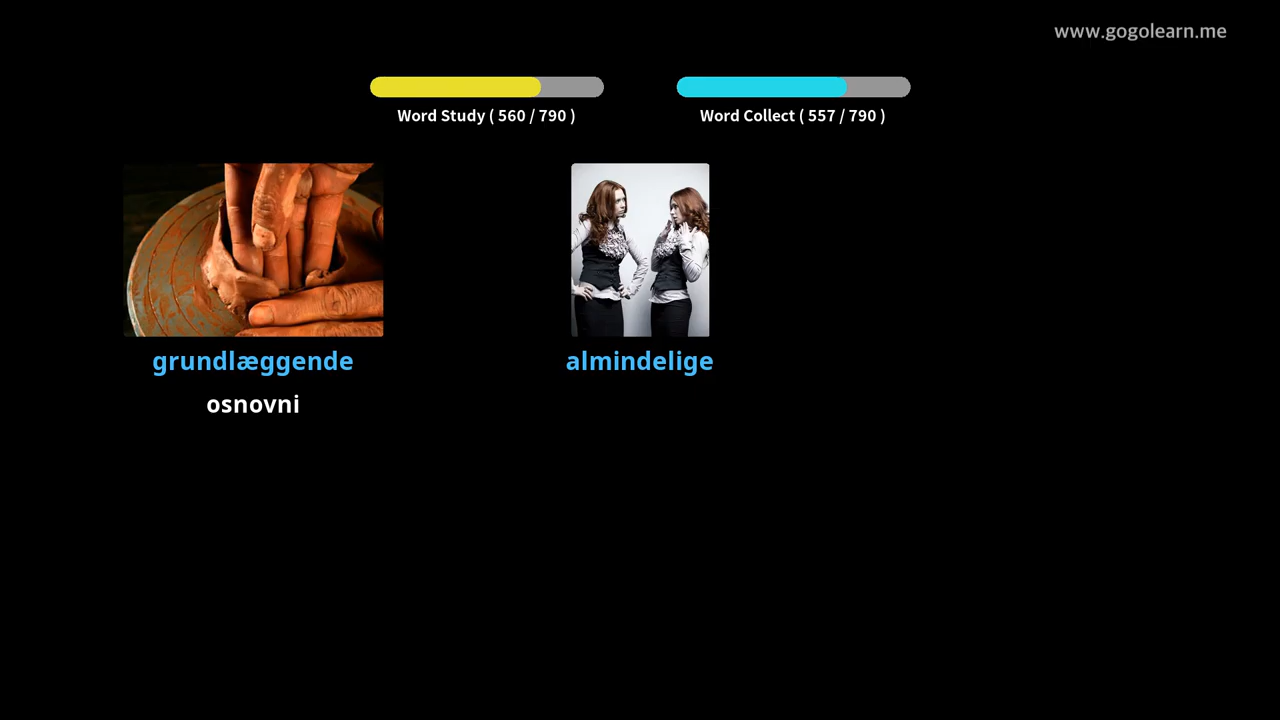 www.gogolearn.me
Word Study ( 560 / 790 )
Word Collect ( 557 / 790 )
grundlæggende
almindelige
osnovni